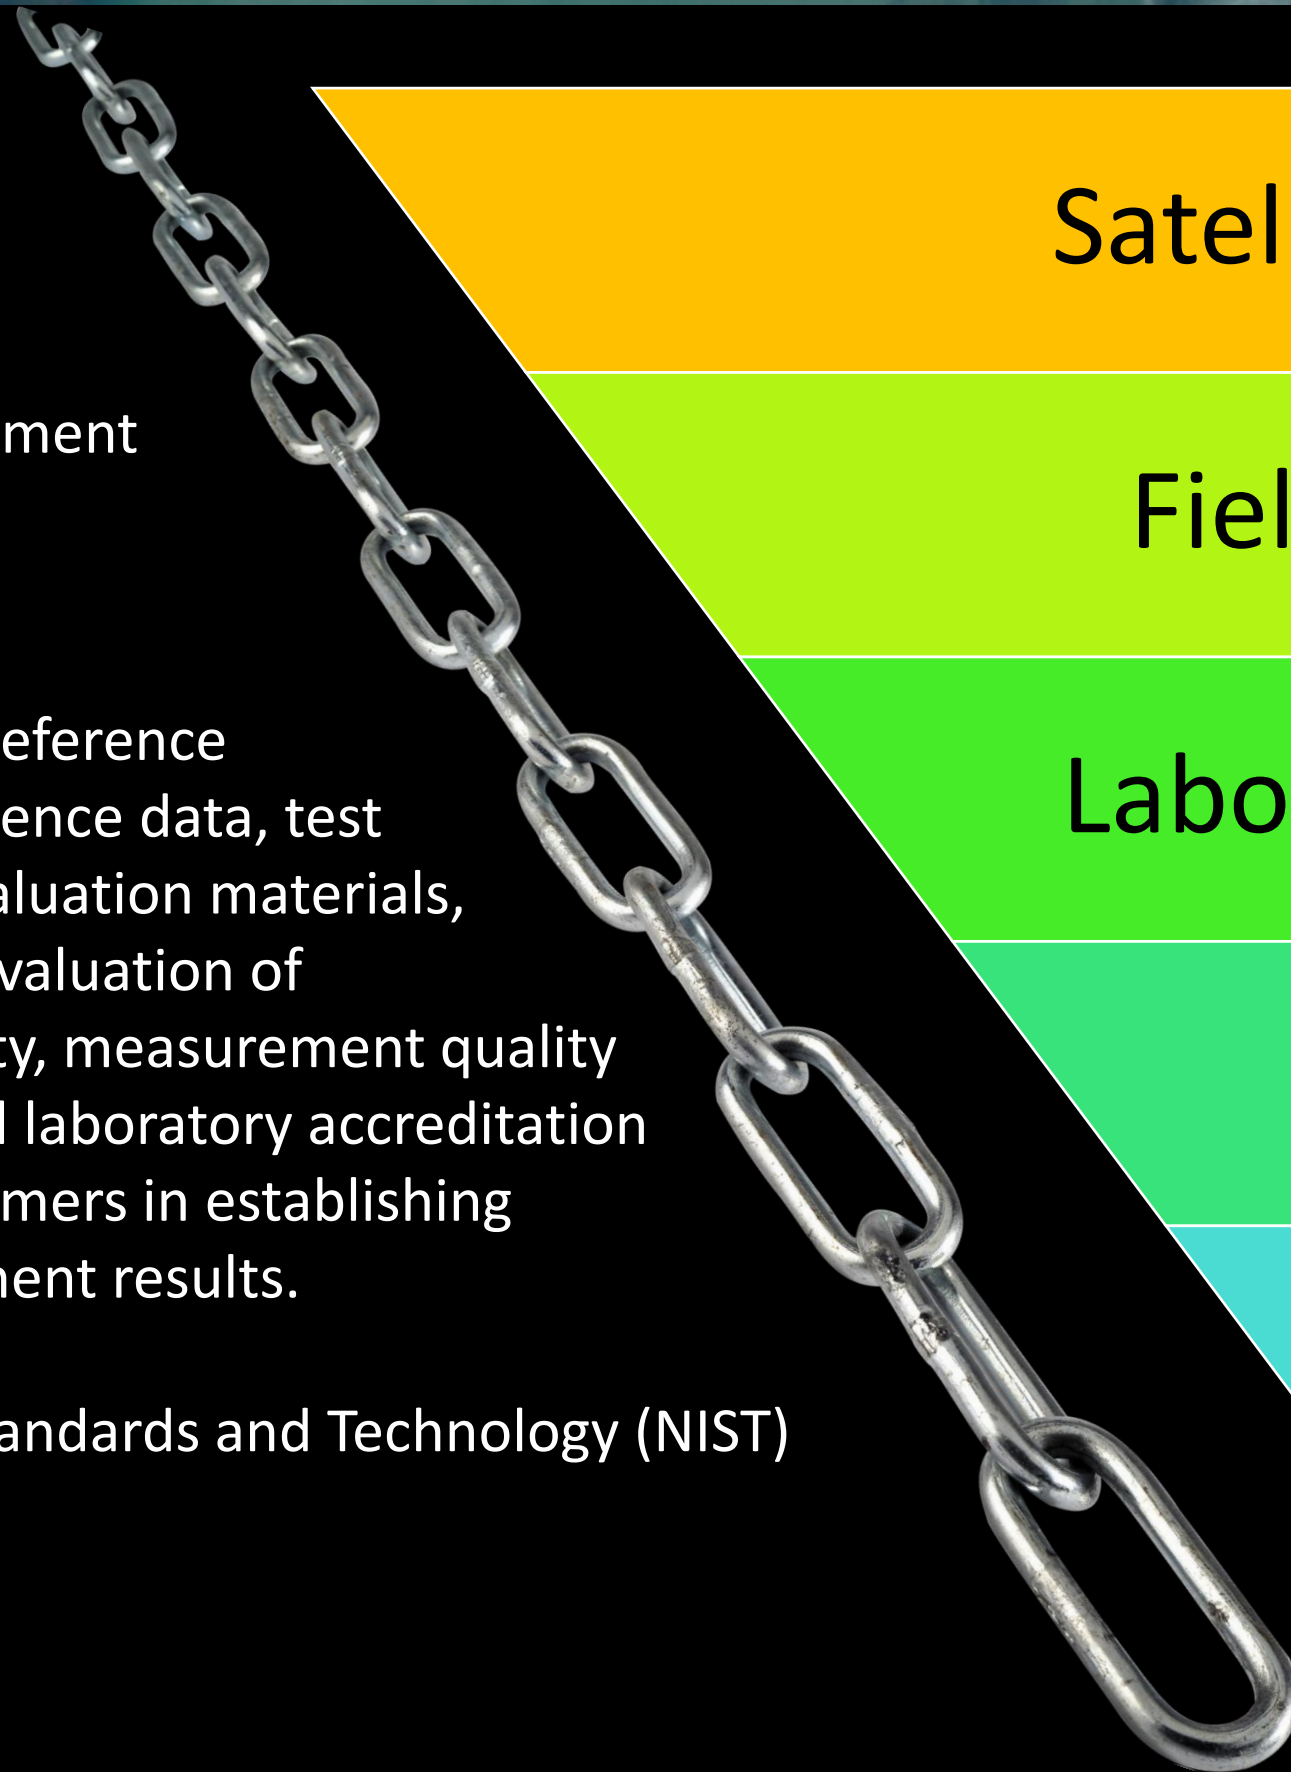 ment
eference
ence data, test
aluation materials,
valuation of
ty, measurement quality
l laboratory accreditation
mers in establishing
nent results.
andards and Technology (NIST)
Satel
Fiel
Labo